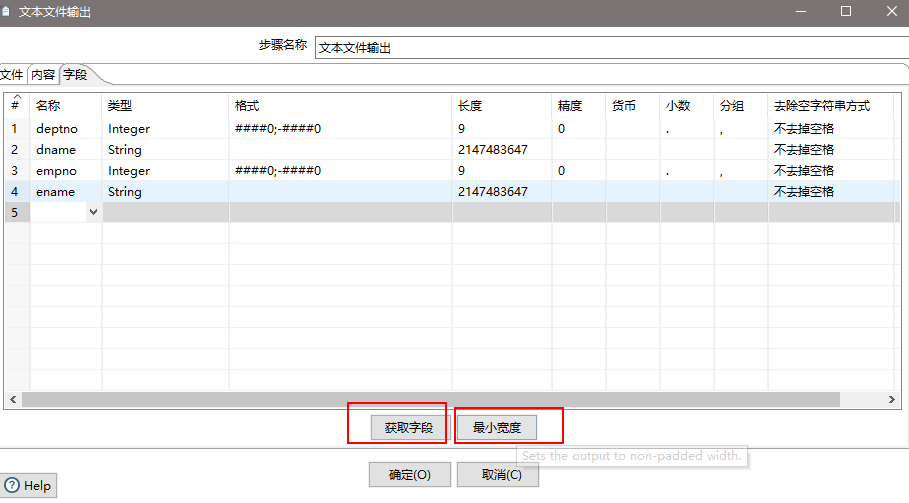 文本文件输出
步骤名称 文本文件输出
文件 内容 字段
# 名称 类型 格式 长度 精度 货币 小数 分组 去除空字符串方式
1 deptno Integer ####0;-####0 9 0 . , 不去掉空格
2 dname String 2147483647 不去掉空格
3 empno Integer ####0;-####0 9 0 . , 不去掉空格
4 ename String 2147483647 不去掉空格
5
获取字段 最小宽度
Sets the output to non-padded width.
确定(O) 取消(C)
Help